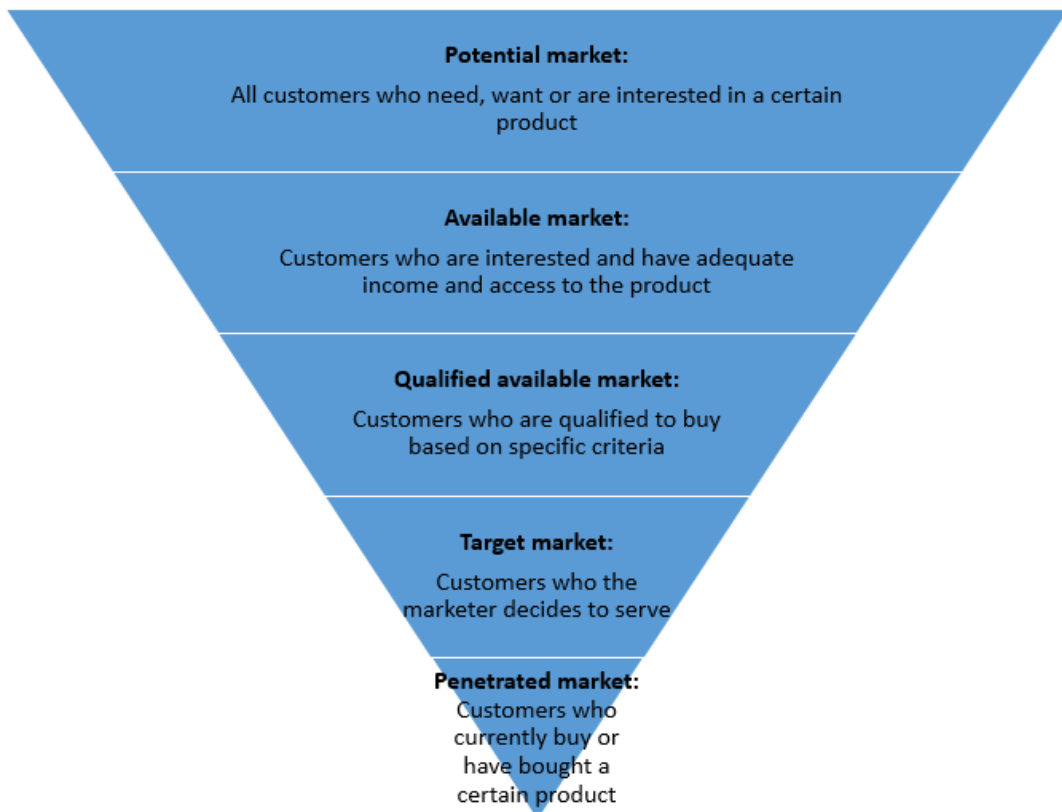 Potential market:
All customers who need, want or are interested in a certain
product
Available market:
Customers who are interested and have adequate
income and access to the product
Qualified available market:
Customers who are qualified to buy
based on specific criteria
Target market:
Customers who the
marketer decides to serve
Penetrated market:
Customers who
currently buy or
have bought a
certain product